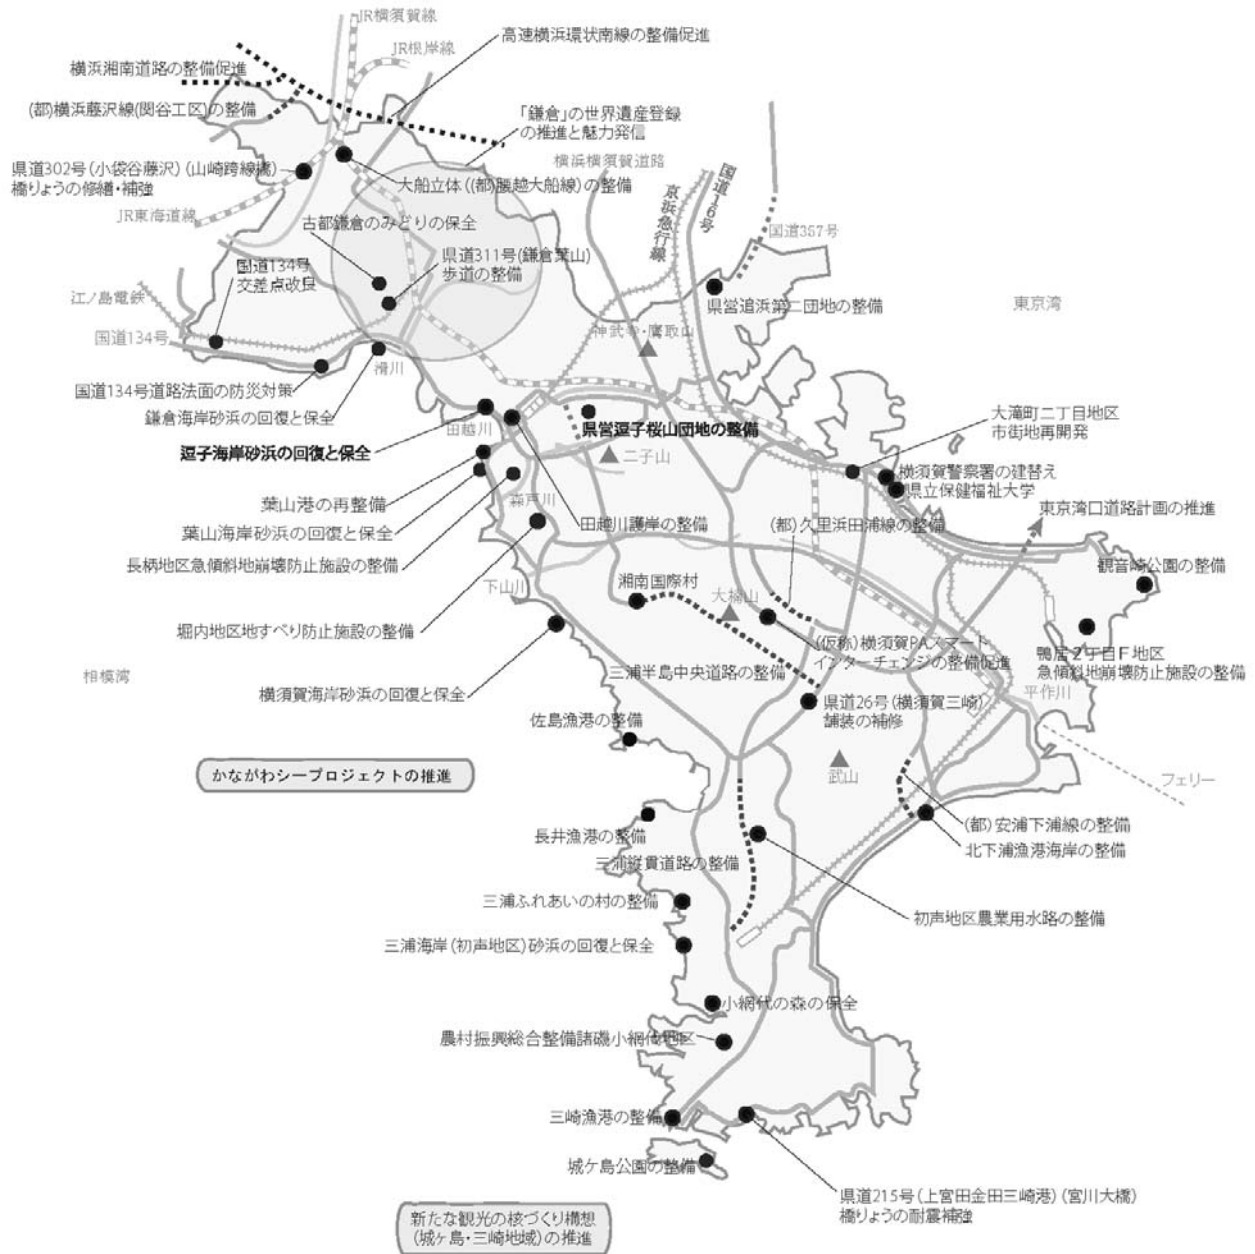 JR横須賀線
高速横浜環状南線の整備促進
JR根岸線
横浜湘南道路の整備促進
(都)横浜藤沢線(関谷工区)の整備
「鎌倉」の世界遺産登録
の推進と魅力発信
横浜横須賀道路
国道16号
京浜急行線
国道357号
県道302号(小袋谷藤沢)(山崎跨線橋)
橋りょうの修繕・補強
大船立体((都)腰越大船線)の整備
JR東海道線
古都鎌倉のみどりの保全
県道311号(鎌倉葉山)
歩道の整備
国道134号
交差点改良
江ノ島電鉄
国道134号
県営追浜第二団地の整備
東京湾
神武寺・鷹取山
滑川
国道134号道路法面の防災対策
鎌倉海岸砂浜の回復と保全
田越川
県営逗子桜山団地の整備
大滝町二丁目地区
市街地再開発
逗子海岸砂浜の回復と保全
二子山
横須賀警察署の建替え
県立保健福祉大学
葉山港の再整備
森戸川
東京湾口道路計画の推進
葉山海岸砂浜の回復と保全
田越川護岸の整備
(都)久里浜田浦線の整備
長柄地区急傾斜地崩壊防止施設の整備
観音崎公園の整備
下山川
湘南国際村
大楠山
堀内地区地すべり防止施設の整備
(仮称)横須賀PAスマート
インターチェンジの整備促進
鴨居2丁目F地区
急傾斜地崩壊防止施設の整備
相模湾
三浦半島中央道路の整備
平作川
横須賀海岸砂浜の回復と保全
県道26号(横須賀三崎)
舗装の補修
佐島漁港の整備
かながわシープロジェクトの推進
武山
フェリー
長井漁港の整備
(都)安浦下浦線の整備
北下浦漁港海岸の整備
三浦縦貫道路の整備
三浦ふれあいの村の整備
初声地区農業用水路の整備
三浦海岸(初声地区)砂浜の回復と保全
小網代の森の保全
農村振興総合整備諸磯小網代地区
三崎漁港の整備
城ケ島公園の整備
県道215号(上宮田金田三崎港)(宮川大橋)
橋りょうの耐震補強
新たな観光の核づくり構想
(城ヶ島・三崎地域)の推進